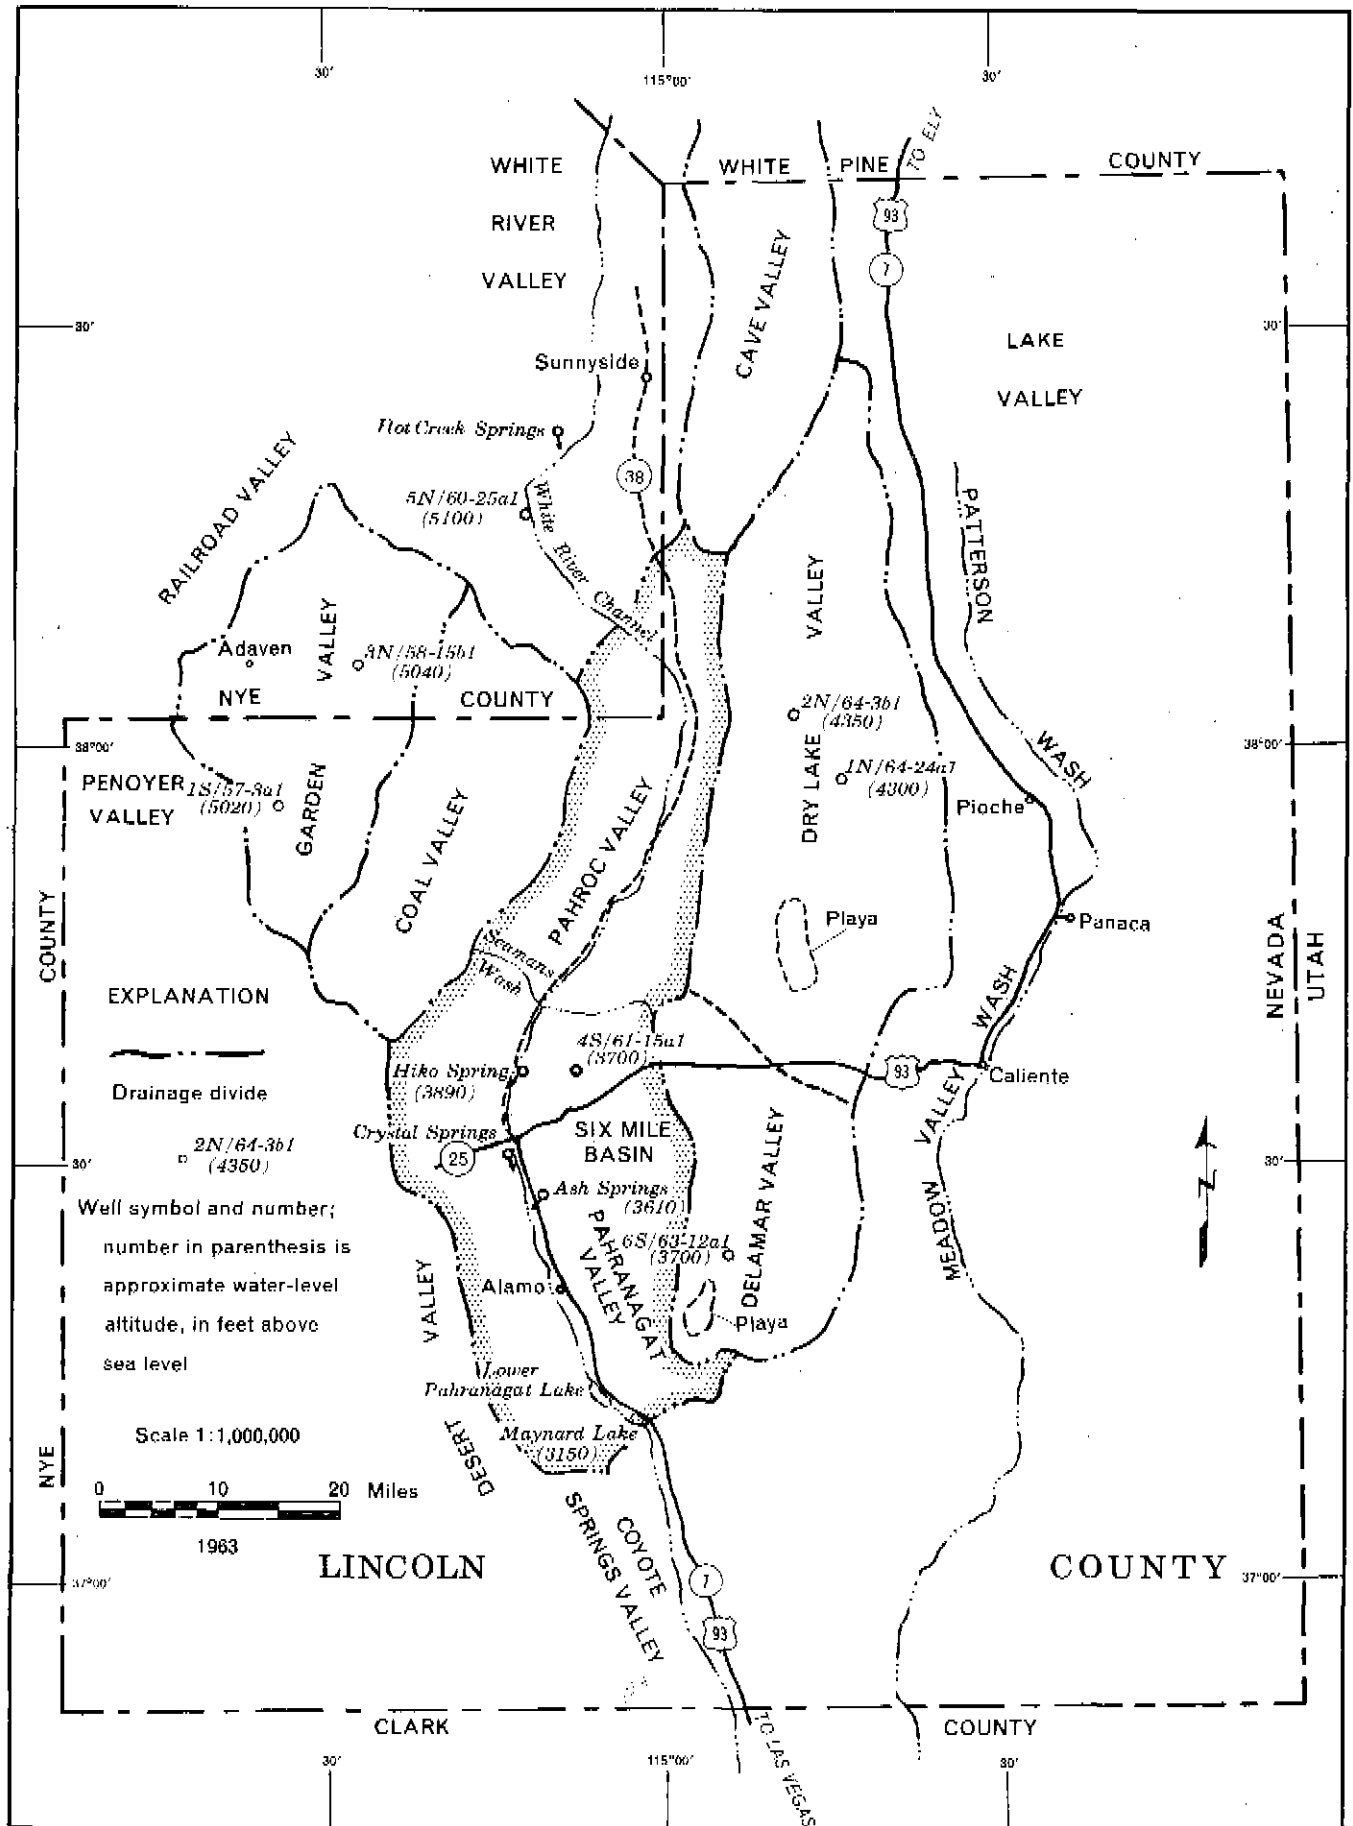 30'
115°00'
30'
WHITE
RIVER
VALLEY
WHITE PINE COUNTY
TO ELY
93
7
CAVE VALLEY
30'
30'
LAKE
VALLEY
Sunnyside
Hot Creek Springs
38
RAILROAD VALLEY
5N/60-25a1
(5100)
White River Channel
PATTERSON
WASH
Adaven
VALLEY
3N/58-15b1
(5040)
NYE COUNTY
VALLEY
2N/64-3b1
(4350)
38°00'
38°00'
PENOYER
VALLEY
1S/57-3a1
(5020)
GARDEN
COAL VALLEY
PAHROC VALLEY
DRY LAKE
1N/64-24a1
(4300)
Pioche
Playa
Panaca
COUNTY
NEVADA
UTAH
Seamans
Wash
WASH
EXPLANATION
Drainage divide
2N/64-3b1
(4350)
Well symbol and number;
number in parenthesis is
approximate water-level
altitude, in feet above
sea level
4S/61-15a1
(3700)
Hiko Spring
(3890)
93
Caliente
Crystal Springs
25
SIX MILE
BASIN
VALLEY
30'
30'
Ash Springs
(3610)
DELAMAR VALLEY
MEADOW
PAHRANAGAT
VALLEY
6S/63-12a1
(3700)
VALLEY
Alamo
Playa
Lower
Pahranagat Lake
Maynard Lake
(3150)
DESERT
NYE
Scale 1:1,000,000
0 10 20 Miles
1963
COYOTE
SPRINGS VALLEY
LINCOLN COUNTY
37°00'
37°00'
7
93
CLARK COUNTY
TO LAS VEGAS
30'
115°00'
30'